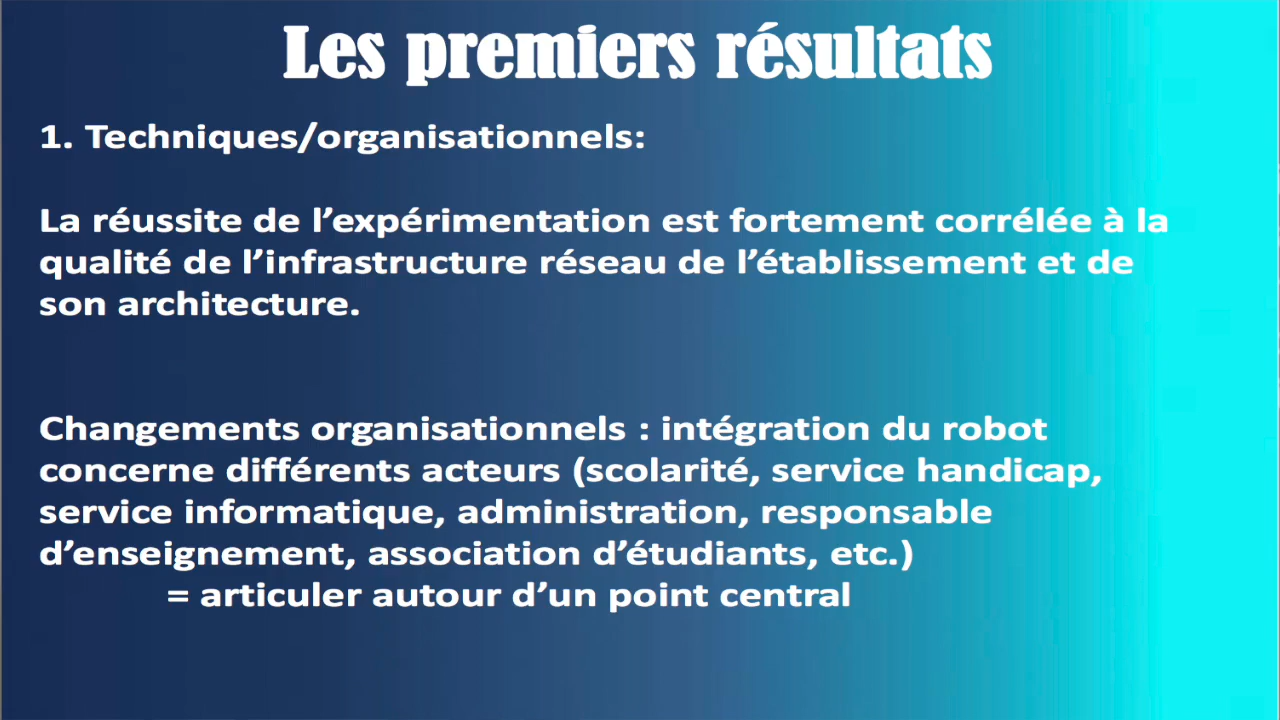 Les premiers résultats
1. Techniques/organisationnels:
La réussite de l’expérimentation est fortement corrélée à la
qualité de l’infrastructure réseau de l’établissement et de
son architecture.
Changements organisationnels : intégration du robot
concerne différents acteurs (scolarité, service handicap,
service informatique, administration, responsable
d’enseignement, association d’étudiants, etc.)
= articuler autour d’un point central